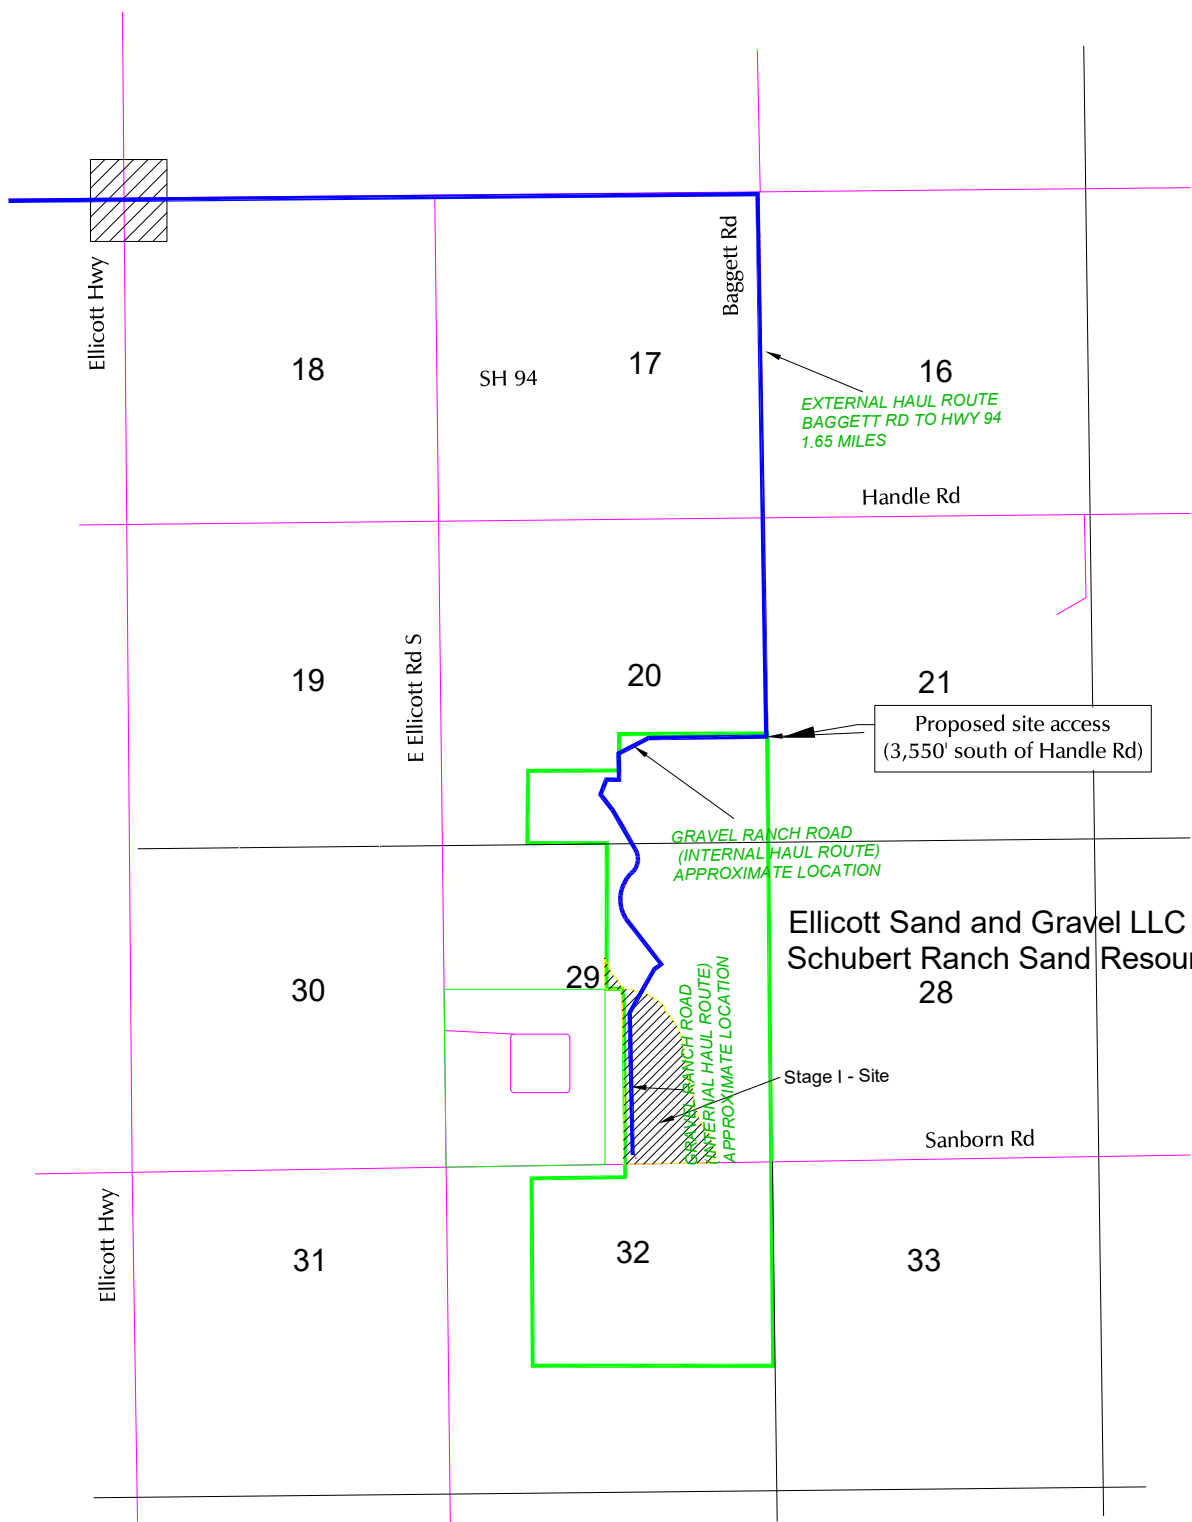 Ellicott Hwy
Baggett Rd
18
SH 94
17
16
EXTERNAL HAUL ROUTE
BAGGETT RD TO HWY 94
1.65 MILES
Handle Rd
E Ellicott Rd S
19
20
21
Proposed site access
(3,550' south of Handle Rd)
GRAVEL RANCH ROAD
(INTERNAL HAUL ROUTE)
APPROXIMATE LOCATION
Ellicott Sand and Gravel LLC
Schubert Ranch Sand Resour
30
29
28
GRAVEL RANCH ROAD
(INTERNAL HAUL ROUTE)
APPROXIMATE LOCATION
Stage I - Site
Sanborn Rd
Ellicott Hwy
31
32
33